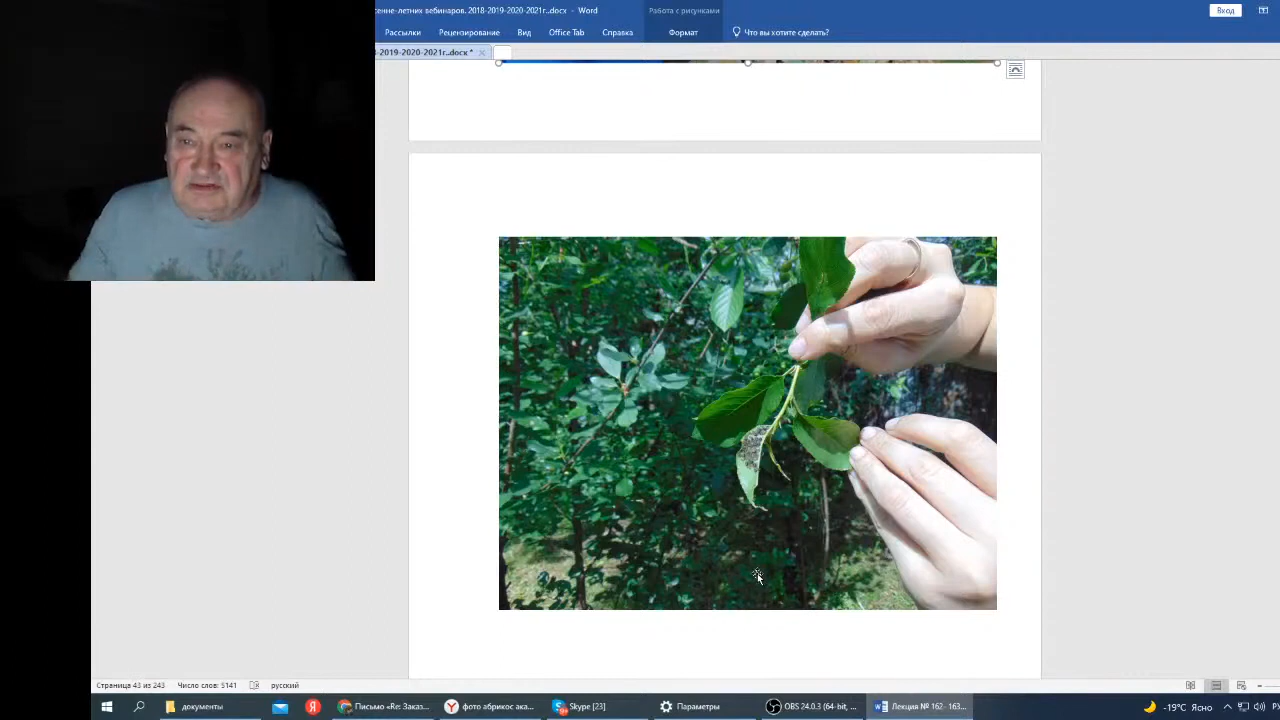 сенне-летних вебинаров. 2018-2019-2020-2021г..docx - Word
Работа с рисунками
Вход
Рассылки Рецензирование Вид Office Tab Справка Формат Что вы хотите сделать?
-2019-2020-2021г..docx *
Страница 43 из 243 Число слов: 5141 русский
документы
Письмо «Re: Зака...
фото абрикос ака...
Skype [23]
Параметры
OBS 24.0.3 (64-bit, ...
Лекция № 162- 163...
-19°C Ясно